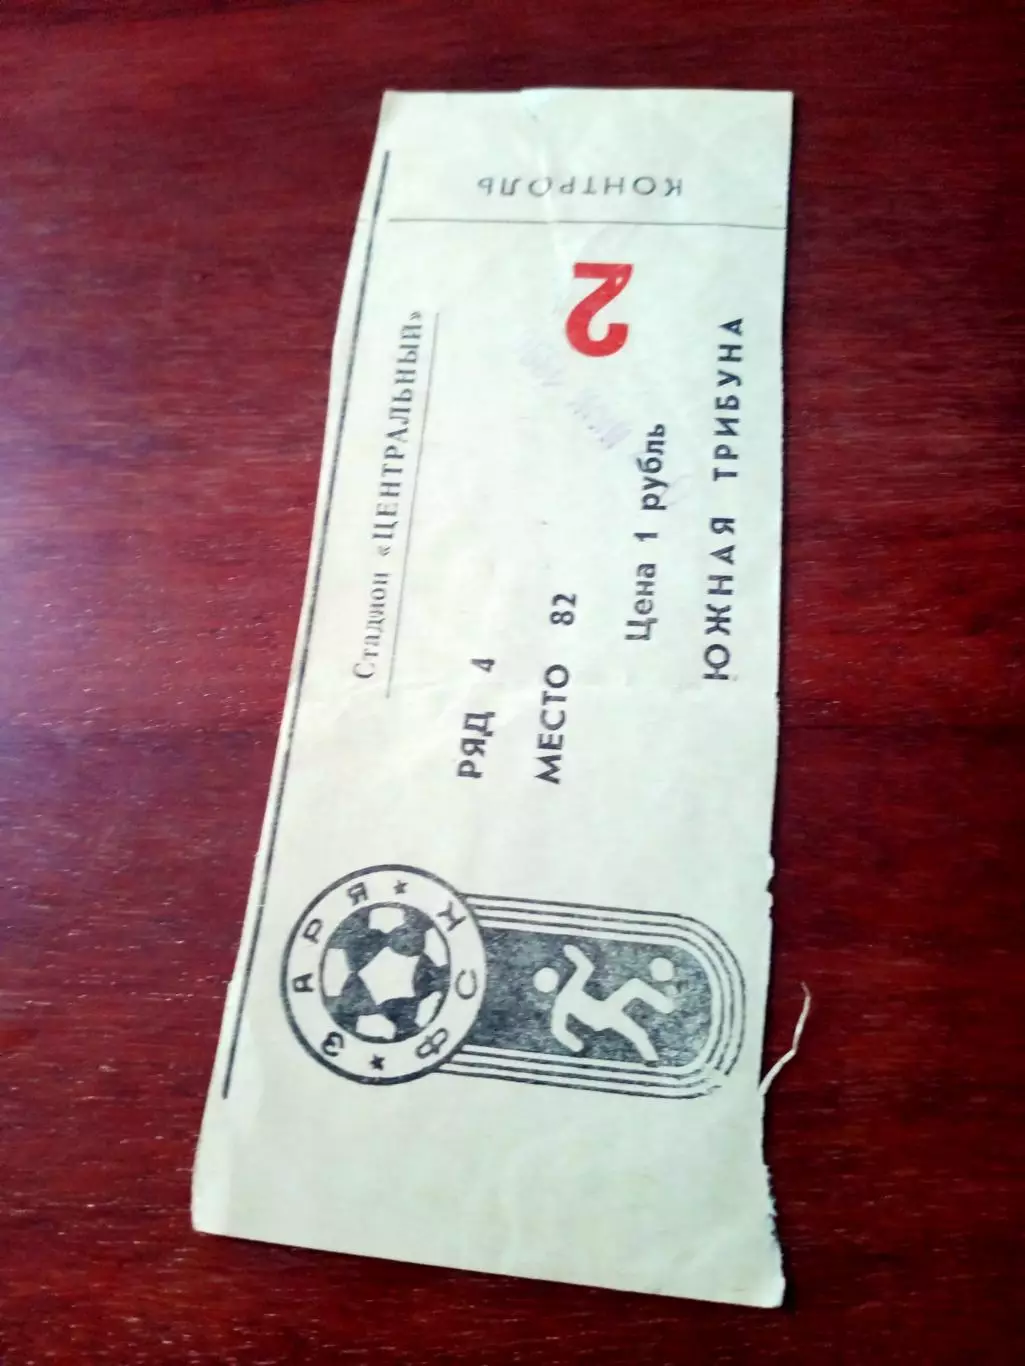 КОНТРОЛЬ
Стадион «ЦЕНТРАЛЬНЫЙ»
2
РЯД 4
МЕСТО 82
Цена 1 рубль
ЮЖНАЯ ТРИБУНА
ЗАРЯ
ФСК